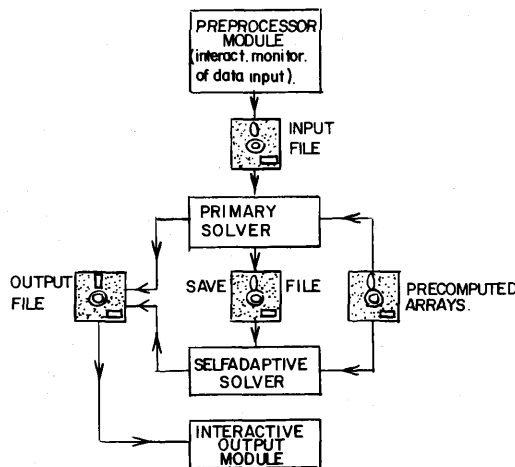 PREPROCESSOR
MODULE
(interact. monitor.
of data input).
INPUT
FILE
PRIMARY
SOLVER
OUTPUT
FILE
SAVE FILE
PRECOMPUTED
ARRAYS.
SELFADAPTIVE
SOLVER
INTERACTIVE
OUTPUT
MODULE